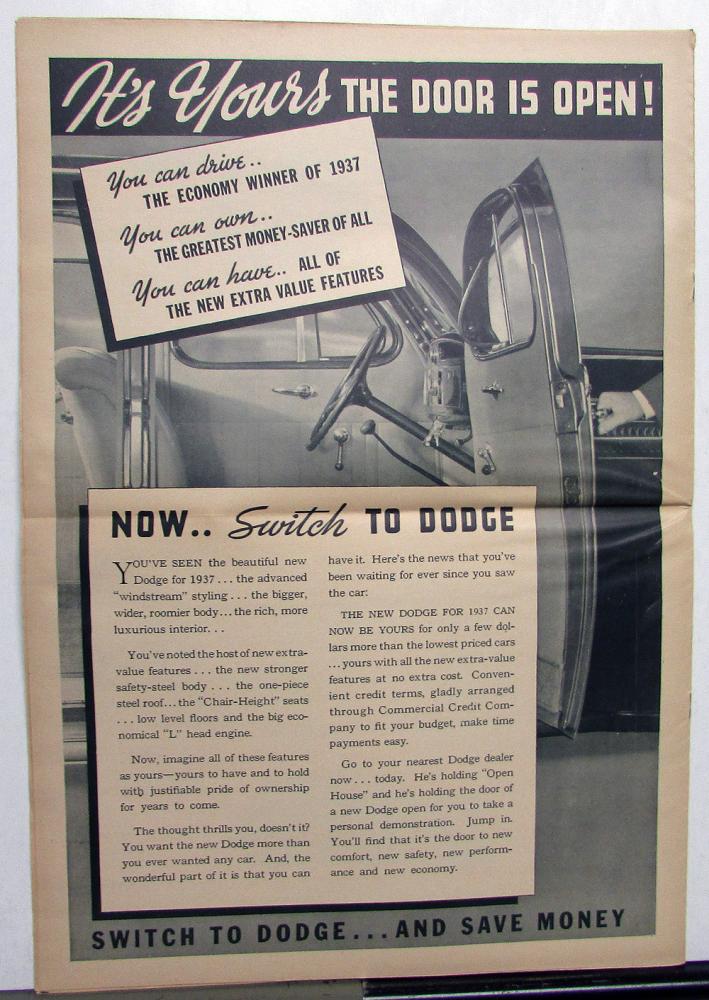 It's Yours THE DOOR IS OPEN!
You can drive..
THE ECONOMY WINNER OF 1937
You can own..
THE GREATEST MONEY-SAVER OF ALL
You can have.. ALL OF
THE NEW EXTRA VALUE FEATURES
NOW.. Switch TO DODGE
YOU'VE SEEN the beautiful new
Dodge for 1937 . . . the advanced
"windstream" styling . . . the bigger,
wider, roomier body...the rich, more
luxurious interior. . .
You've noted the host of new extra-
value features . . . the new stronger
safety-steel body . . . the one-piece
steel roof...the "Chair-Height" seats
. . . low level floors and the big eco-
nomical "L" head engine.
Now, imagine all of these features
as yours—yours to have and to hold
with justifiable pride of ownership
for years to come.
The thought thrills you, doesn't it?
You want the new Dodge more than
you ever wanted any car. And, the
wonderful part of it is that you can
have it. Here's the news that you've
been waiting for ever since you saw
the car:
THE NEW DODGE FOR 1937 CAN
NOW BE YOURS for only a few dol-
lars more than the lowest priced cars
. . . yours with all the new extra-value
features at no extra cost. Conven-
ient credit terms, gladly arranged
through Commercial Credit Com-
pany to fit your budget, make time
payments easy.
Go to your nearest Dodge dealer
now . . . today. He's holding "Open
House" and he's holding the door of
a new Dodge open for you to take a
personal demonstration. Jump in.
You'll find that it's the door to new
comfort, new safety, new perform-
ance and new economy.
SWITCH TO DODGE...AND SAVE MONEY